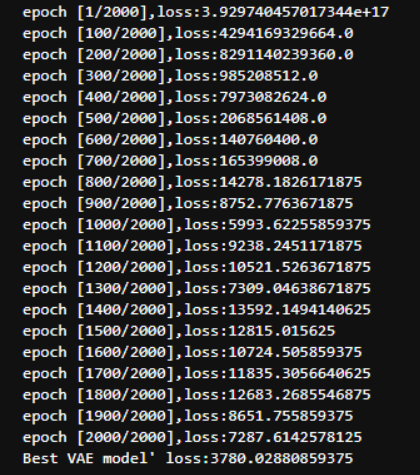 epoch [1/2000],loss:3.929740457017344e+17
epoch [100/2000],loss:4294169329664.0
epoch [200/2000],loss:8291140239360.0
epoch [300/2000],loss:985208512.0
epoch [400/2000],loss:7973082624.0
epoch [500/2000],loss:2068561408.0
epoch [600/2000],loss:140760400.0
epoch [700/2000],loss:165399008.0
epoch [800/2000],loss:14278.1826171875
epoch [900/2000],loss:8752.7763671875
epoch [1000/2000],loss:5993.62255859375
epoch [1100/2000],loss:9238.2451171875
epoch [1200/2000],loss:10521.5263671875
epoch [1300/2000],loss:7309.04638671875
epoch [1400/2000],loss:13592.1494140625
epoch [1500/2000],loss:12815.015625
epoch [1600/2000],loss:10724.505859375
epoch [1700/2000],loss:11835.3056640625
epoch [1800/2000],loss:12683.2685546875
epoch [1900/2000],loss:8651.755859375
epoch [2000/2000],loss:7287.6142578125
Best VAE model' loss:3780.02880859375